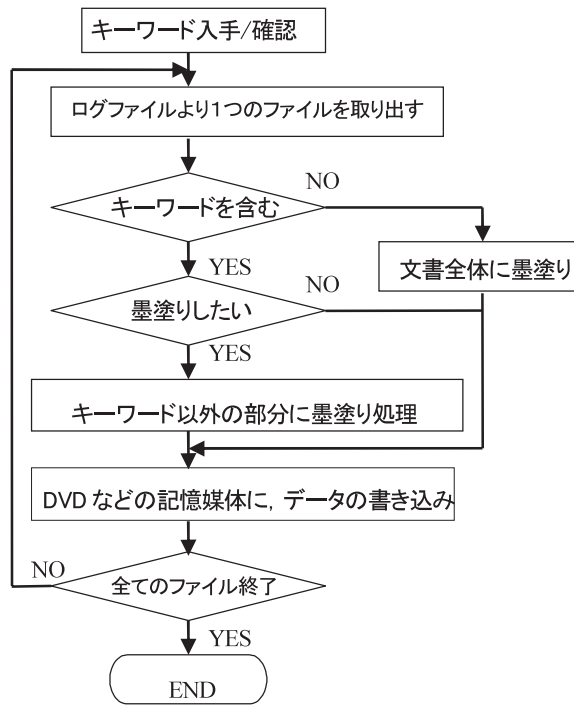 キーワード入手/確認
ログファイルより1つのファイルを取り出す
NO
キーワードを含む
YES
文書全体に墨塗り
NO
墨塗りしたい
YES
キーワード以外の部分に墨塗り処理
DVDなどの記憶媒体に，データの書き込み
NO
全てのファイル終了
YES
END